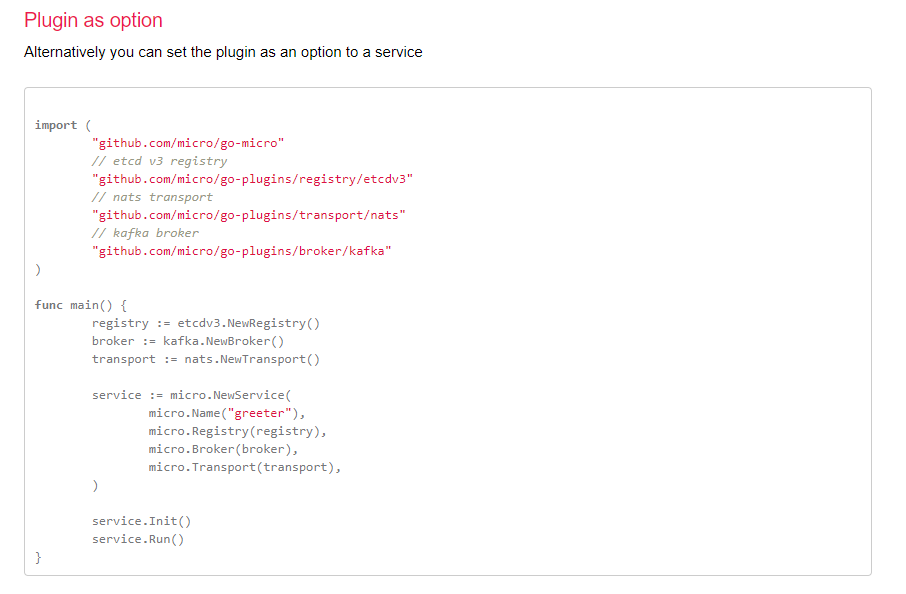 Plugin as option
Alternatively you can set the plugin as an option to a service
import (
"github.com/micro/go-micro"
// etcd v3 registry
"github.com/micro/go-plugins/registry/etcdv3"
// nats transport
"github.com/micro/go-plugins/transport/nats"
// kafka broker
"github.com/micro/go-plugins/broker/kafka"
)
func main() {
registry := etcdv3.NewRegistry()
broker := kafka.NewBroker()
transport := nats.NewTransport()
service := micro.NewService(
micro.Name("greeter"),
micro.Registry(registry),
micro.Broker(broker),
micro.Transport(transport),
)
service.Init()
service.Run()
}